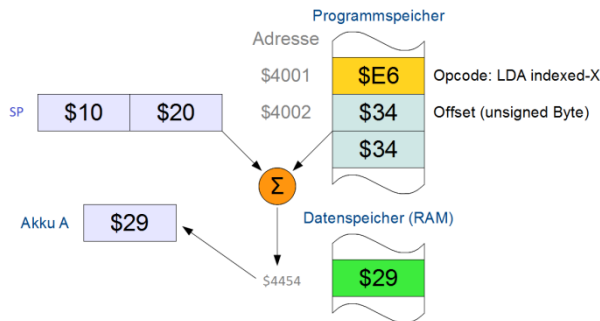 Programmspeicher
Adresse
$4001 $E6 Opcode: LDA indexed-X
SP $10 $20 $4002 $34 Offset (unsigned Byte)
$34
Σ
Datenspeicher (RAM)
Akku A $29
$4454 $29